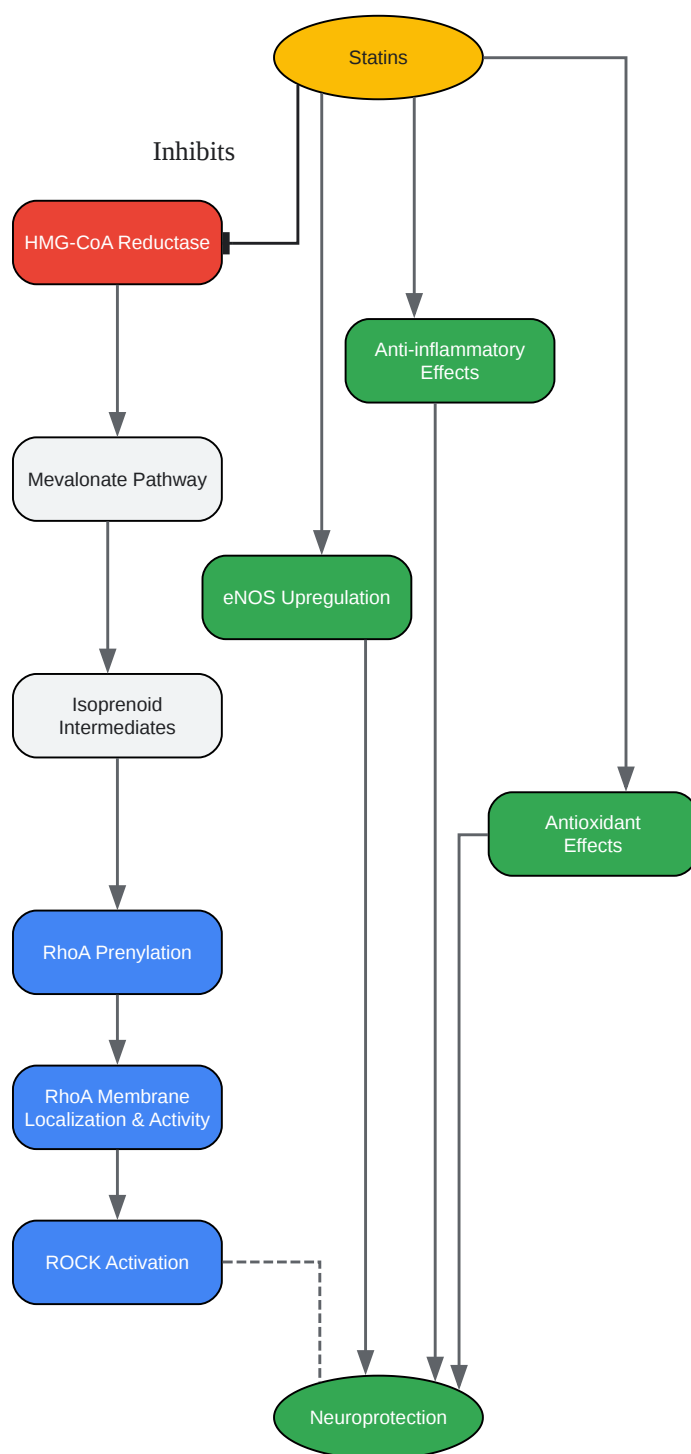 Statins
Inhibits
HMG-CoA Reductase
Anti-inflammatory
Effects
Mevalonate Pathway
eNOS Upregulation
Isoprenoid
Intermediates
Antioxidant
Effects
RhoA Prenylation
RhoA Membrane
Localization & Activity
ROCK Activation
Neuroprotection